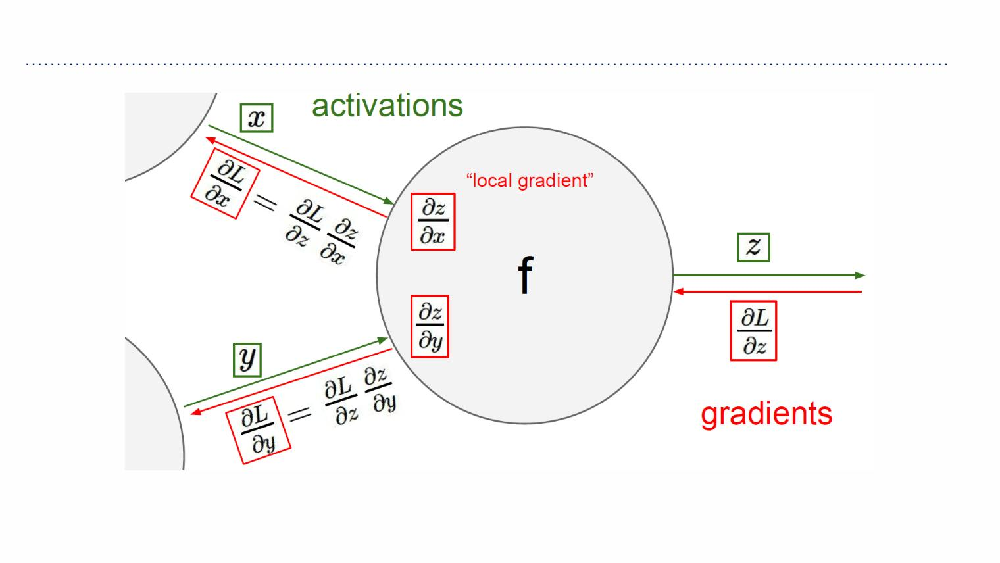 activations
x
∂L/∂x = ∂L/∂z ∂z/∂x
"local gradient"
∂z/∂x
f
z
∂L/∂z
∂z/∂y
y
∂L/∂y = ∂L/∂z ∂z/∂y
gradients